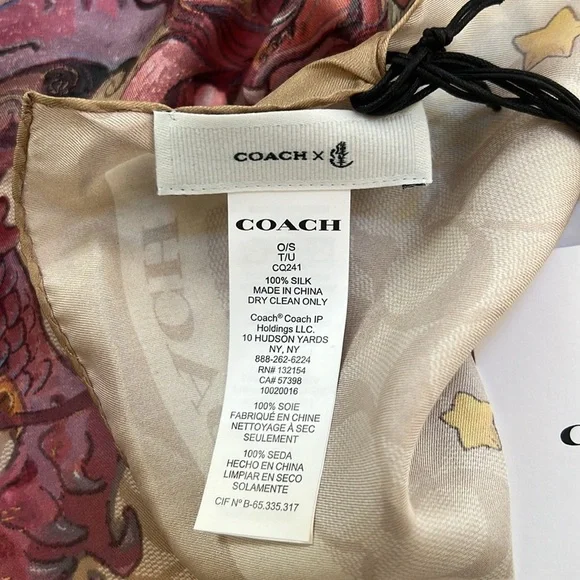 COACH X
COACH
O/S
T/U
CQ241
100% SILK
MADE IN CHINA
DRY CLEAN ONLY
Coach® Coach IP
Holdings LLC.
10 HUDSON YARDS
NY, NY
888-262-6224
RN# 132154
CA# 57398
10020016
100% SOIE
FABRIQUÉ EN CHINE
NETTOYAGE À SEC
SEULEMENT
100% SEDA
HECHO EN CHINA
LIMPIAR EN SECO
SOLAMENTE
CIF Nº B-65.335.317
COACH
C